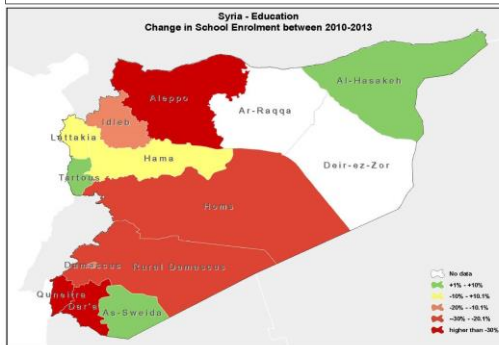 Syria - Education
Change in School Enrolment between 2010-2013
Al-Hasakeh
Aleppo
Ar-Raqqa
Idleb
Lattakia
Hama
Deir-ez-Zor
Tartous
Homs
Damascus
Rural Damascus
Quneitra
Dar'a
As-Sweida
No data
+1% - +10%
-10% - +10.1%
-20% - -10.1%
-30% - -20.1%
higher than -30%